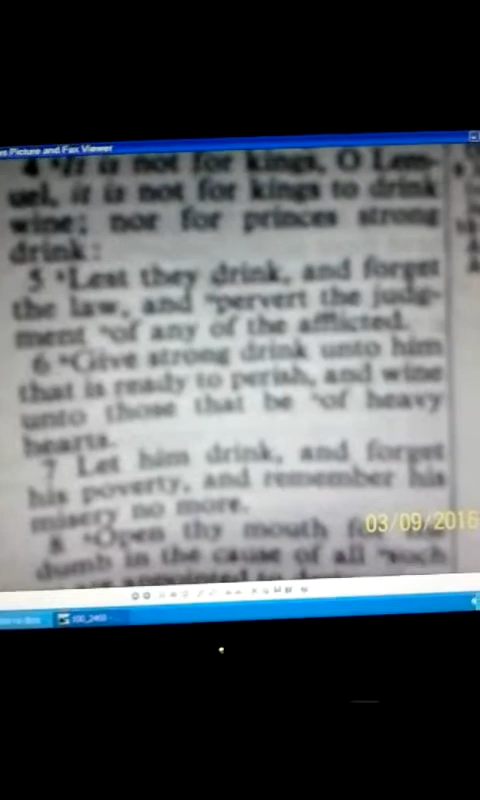 Picture and Fax Viewer
4 It is not for kings, O Lem-
uel, it is not for kings to drink
wine; nor for princes strong
drink:
5 Lest they drink, and forget
the law, and pervert the judg-
ment of any of the afflicted.
6 Give strong drink unto him
that is ready to perish, and wine
unto those that be of heavy
hearts.
7 Let him drink, and forget
his poverty, and remember his
misery no more.
8 Open thy mouth
dumb in the cause of all such
03/09/2016